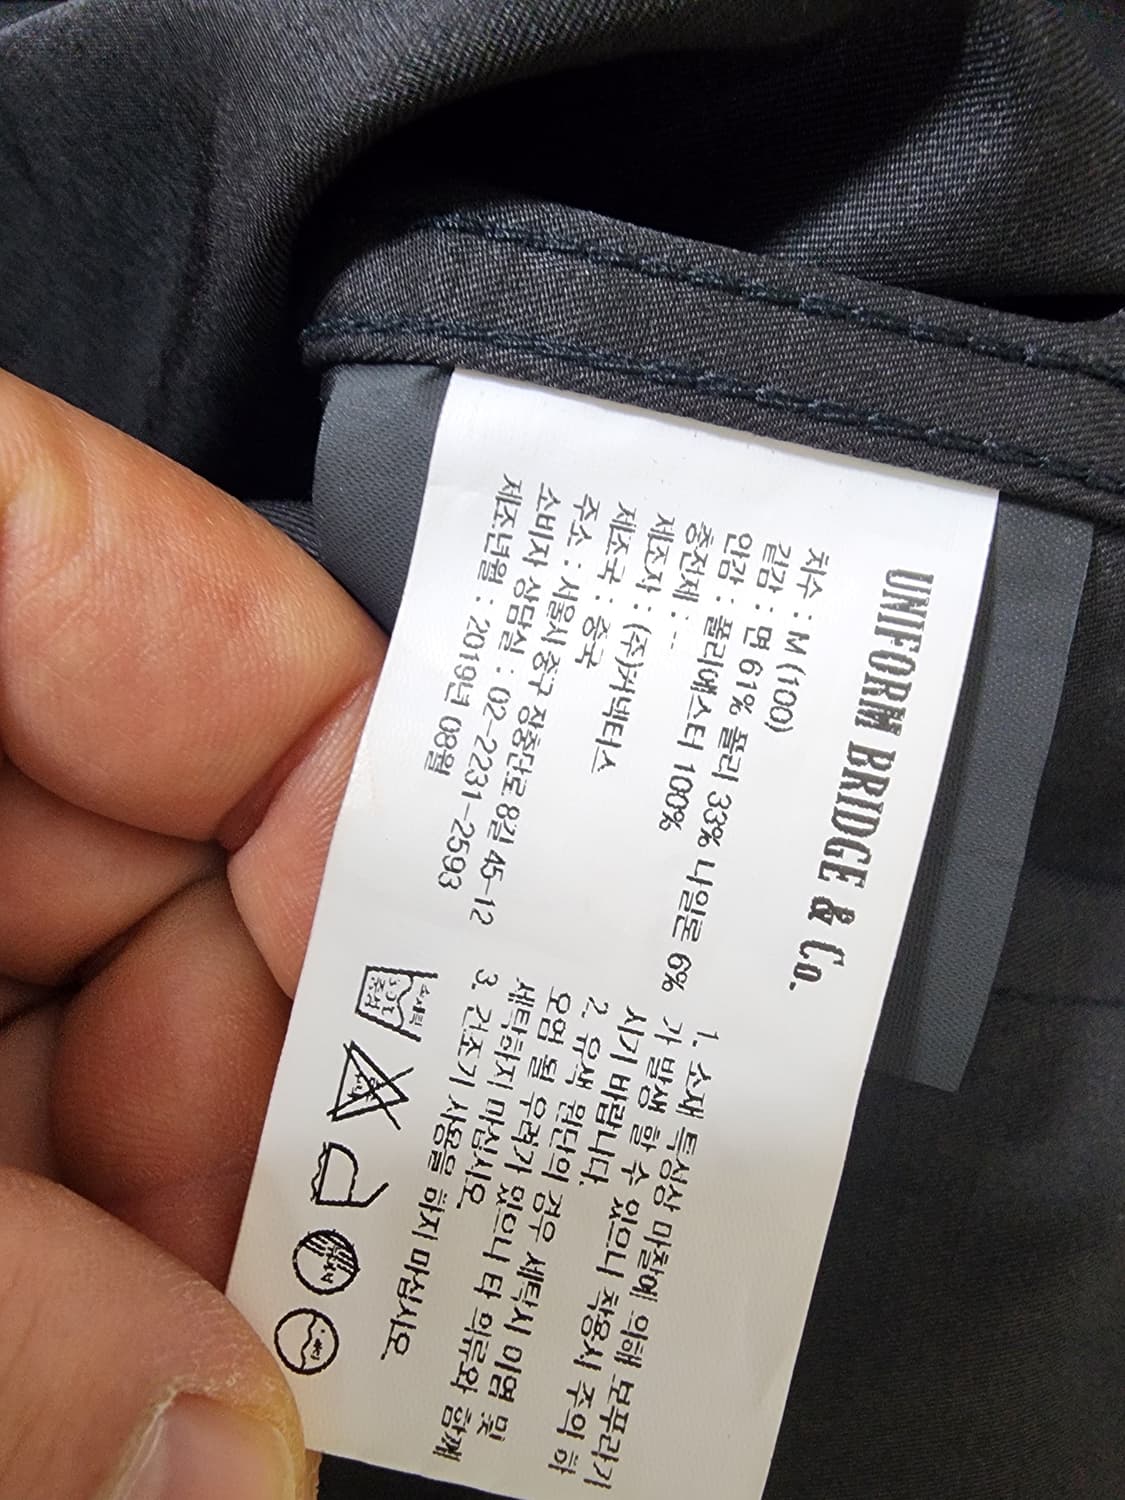 UNIFORM BRIDGE & Co.
치수 : M (100)
겉감 : 면 61% 폴리 33% 나일론 6%
안감 : 폴리에스터 100%
충전제 : --
제조자 : (주)커넥터스
제조국 : 중국
주소 : 서울시 중구 장충단로 8길 45-12
소비자 상담실 : 02-2231-2593
제조년월 : 2019년 08월
1. 소재 특성상 마찰에 의해 보푸라기
가 발생 할 수 있으니 착용시 주의 하
시기 바랍니다.
2. 유색 원단의 경우 세탁시 이염 및
오염 될 우려가 있으니 타 의류와 함께
세탁하지 마십시오.
3. 건조기 사용을 하지 마십시오.